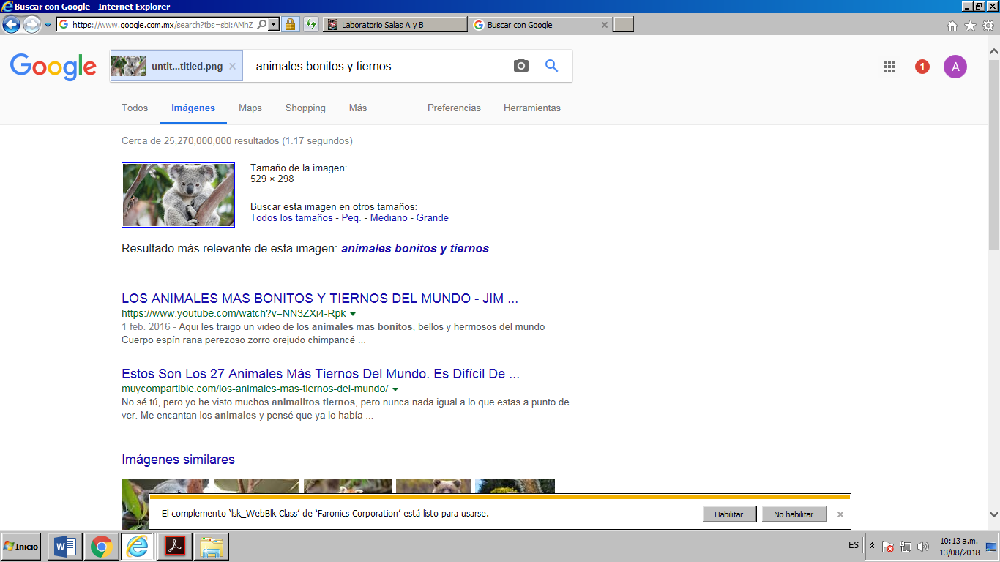 Buscar con Google - Internet Explorer
https://www.google.com.mx/search?tbs=sbi:AMhZ
Laboratorio Salas A y B
Buscar con Google
Google
untit...titled.png
animales bonitos y tiernos
1
A
Todos
Imágenes
Maps
Shopping
Más
Preferencias
Herramientas
Cerca de 25,270,000,000 resultados (1.17 segundos)
Tamaño de la imagen:
529 × 298
Buscar esta imagen en otros tamaños:
Todos los tamaños - Peq. - Mediano - Grande
Resultado más relevante de esta imagen: animales bonitos y tiernos
LOS ANIMALES MAS BONITOS Y TIERNOS DEL MUNDO - JIM ...
https://www.youtube.com/watch?v=NN3ZXi4-Rpk
1 feb. 2016 - Aqui les traigo un video de los animales mas bonitos, bellos y hermosos del mundo
Cuerpo espín rana perezoso zorro orejudo chimpancé ...
Estos Son Los 27 Animales Más Tiernos Del Mundo. Es Difícil De ...
muycompartible.com/los-animales-mas-tiernos-del-mundo/
No sé tú, pero yo he visto muchos animalitos tiernos, pero nunca nada igual a lo que estas a punto de
ver. Me encantan los animales y pensé que ya lo había ...
Imágenes similares
El complemento 'lsk_WebBlk Class' de 'Faronics Corporation' está listo para usarse.
Habilitar
No habilitar
Inicio
ES
10:13 a.m.
13/08/2018